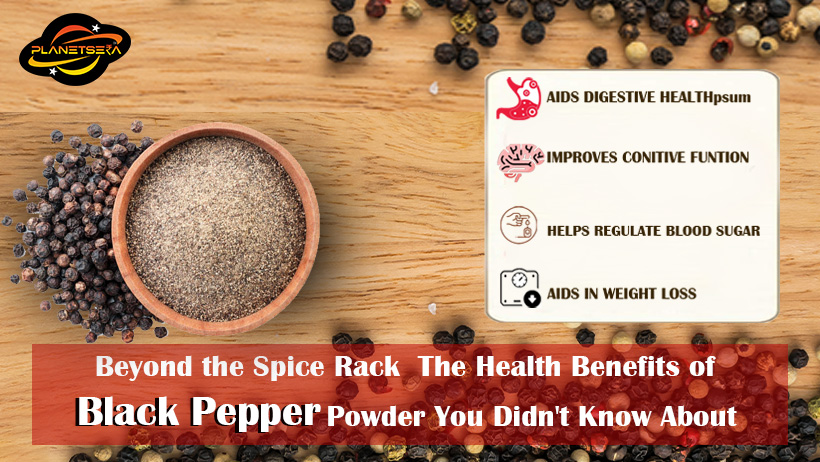 PLANETSERA
AIDS DIGESTIVE HEALTHpsum
IMPROVES CONITIVE FUNTION
HELPS REGULATE BLOOD SUGAR
AIDS IN WEIGHT LOSS
Beyond the Spice Rack The Health Benefits of
Black Pepper Powder You Didn't Know About